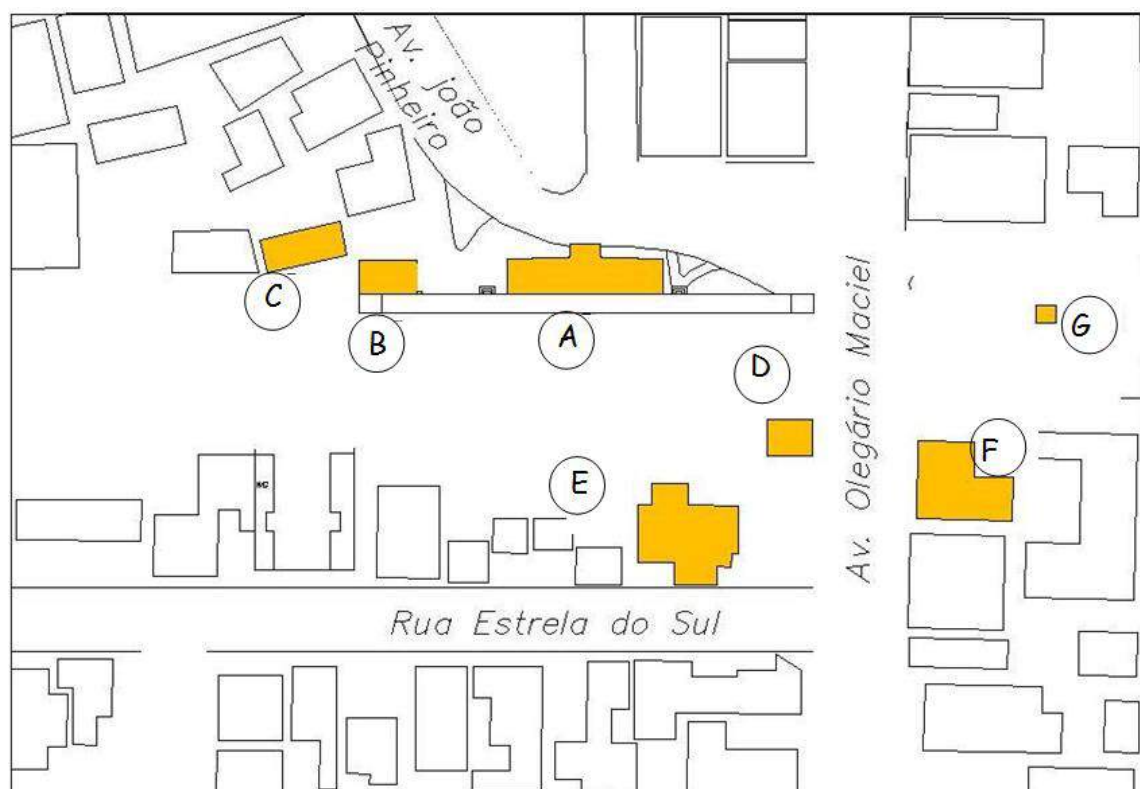 Av. joão
Pinheiro
C
B
A
D
G
Av. Olegário Maciel
E
F
Rua Estrela do Sul